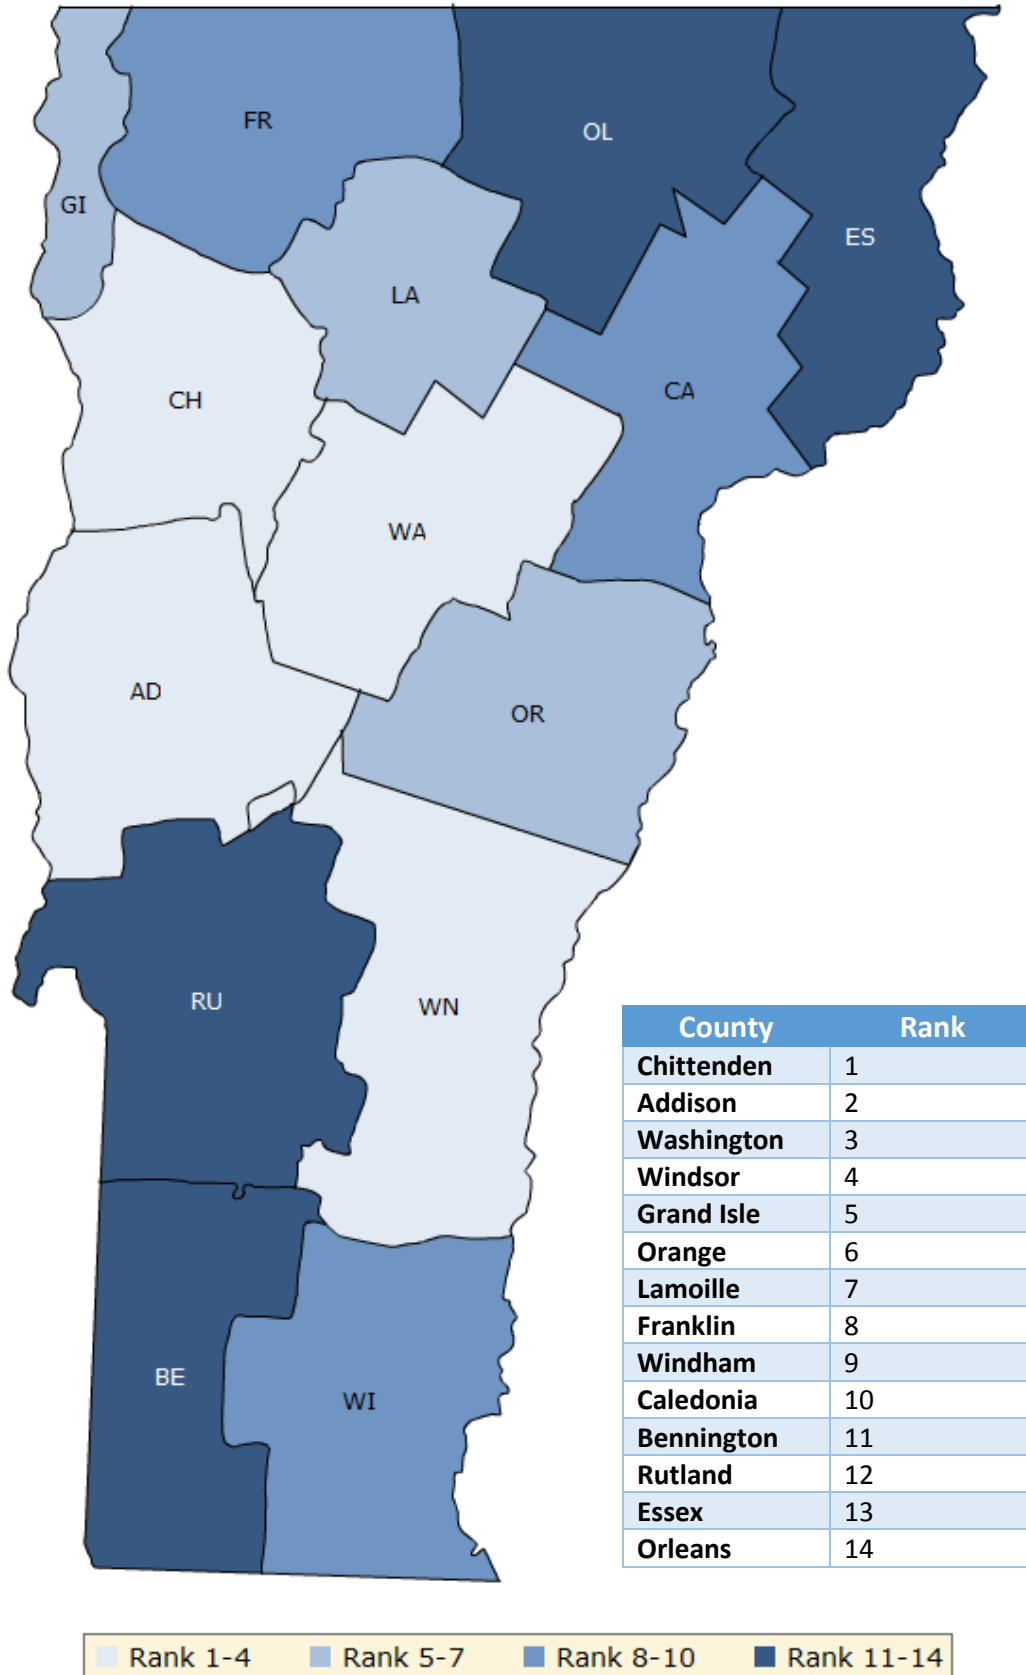 FR
OL
GI
ES
LA
CA
CH
WA
AD
OR
RU
WN
BE
WI
County Rank
Chittenden 1
Addison 2
Washington 3
Windsor 4
Grand Isle 5
Orange 6
Lamoille 7
Franklin 8
Windham 9
Caledonia 10
Bennington 11
Rutland 12
Essex 13
Orleans 14
Rank 1-4 Rank 5-7 Rank 8-10 Rank 11-14